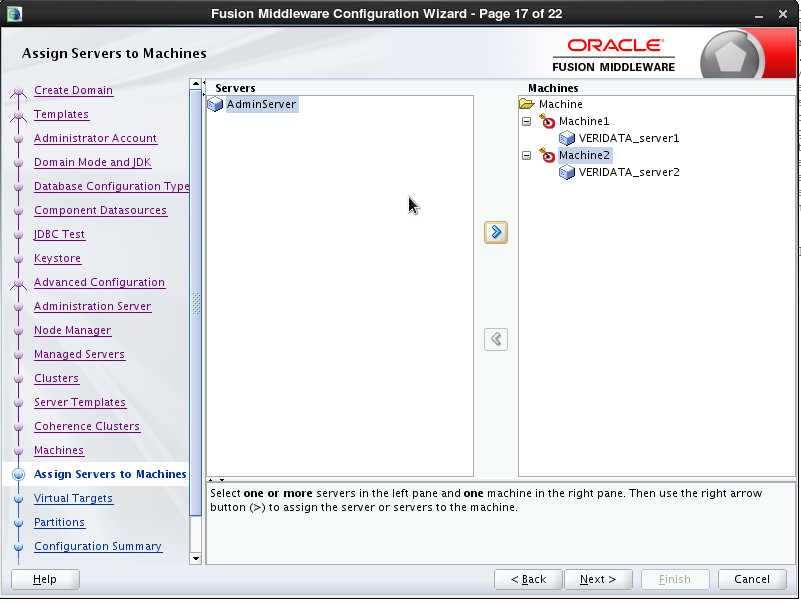 Fusion Middleware Configuration Wizard - Page 17 of 22
Assign Servers to Machines
ORACLE
FUSION MIDDLEWARE
Create Domain
Templates
Administrator Account
Domain Mode and JDK
Database Configuration Type
Component Datasources
JDBC Test
Keystore
Advanced Configuration
Administration Server
Node Manager
Managed Servers
Clusters
Server Templates
Coherence Clusters
Machines
Assign Servers to Machines
Virtual Targets
Partitions
Configuration Summary
Servers
AdminServer
Machines
Machine
Machine1
VERIDATA_server1
Machine2
VERIDATA_server2
Select one or more servers in the left pane and one machine in the right pane. Then use the right arrow
button (>) to assign the server or servers to the machine.
Help
< Back
Next >
Finish
Cancel